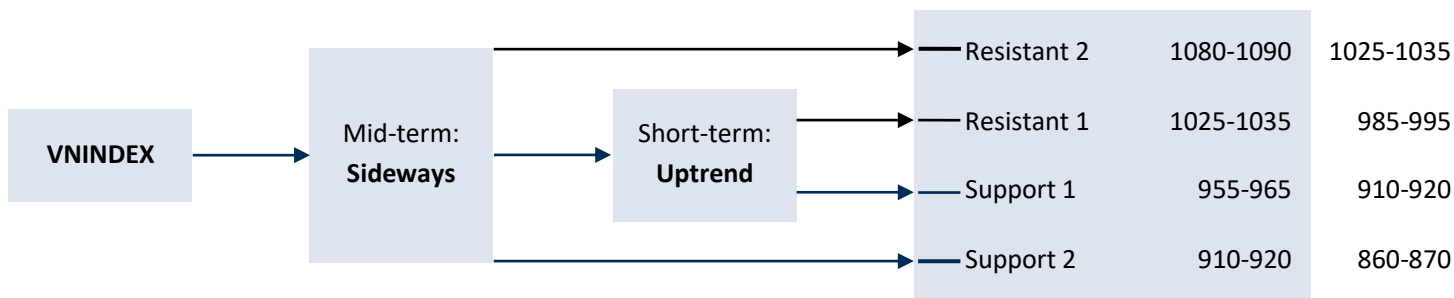 VNINDEX
Mid-term:
Sideways
Short-term:
Uptrend
Resistant 2 1080-1090 1025-1035
Resistant 1 1025-1035 985-995
Support 1 955-965 910-920
Support 2 910-920 860-870